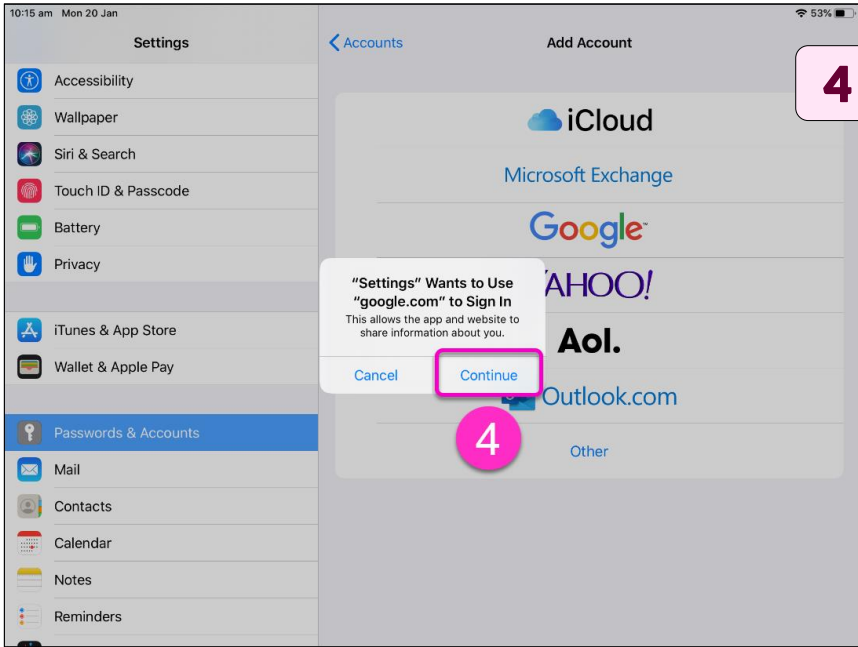 10:15 am Mon 20 Jan
53%
Settings
Accessibility
Wallpaper
Siri & Search
Touch ID & Passcode
Battery
Privacy
iTunes & App Store
Wallet & Apple Pay
Passwords & Accounts
Mail
Contacts
Calendar
Notes
Reminders
Accounts
Add Account
4
iCloud
Microsoft Exchange
Google
YAHOO!
Aol.
Outlook.com
Other
“Settings” Wants to Use
“google.com” to Sign In
This allows the app and website to
share information about you.
Cancel Continue
4